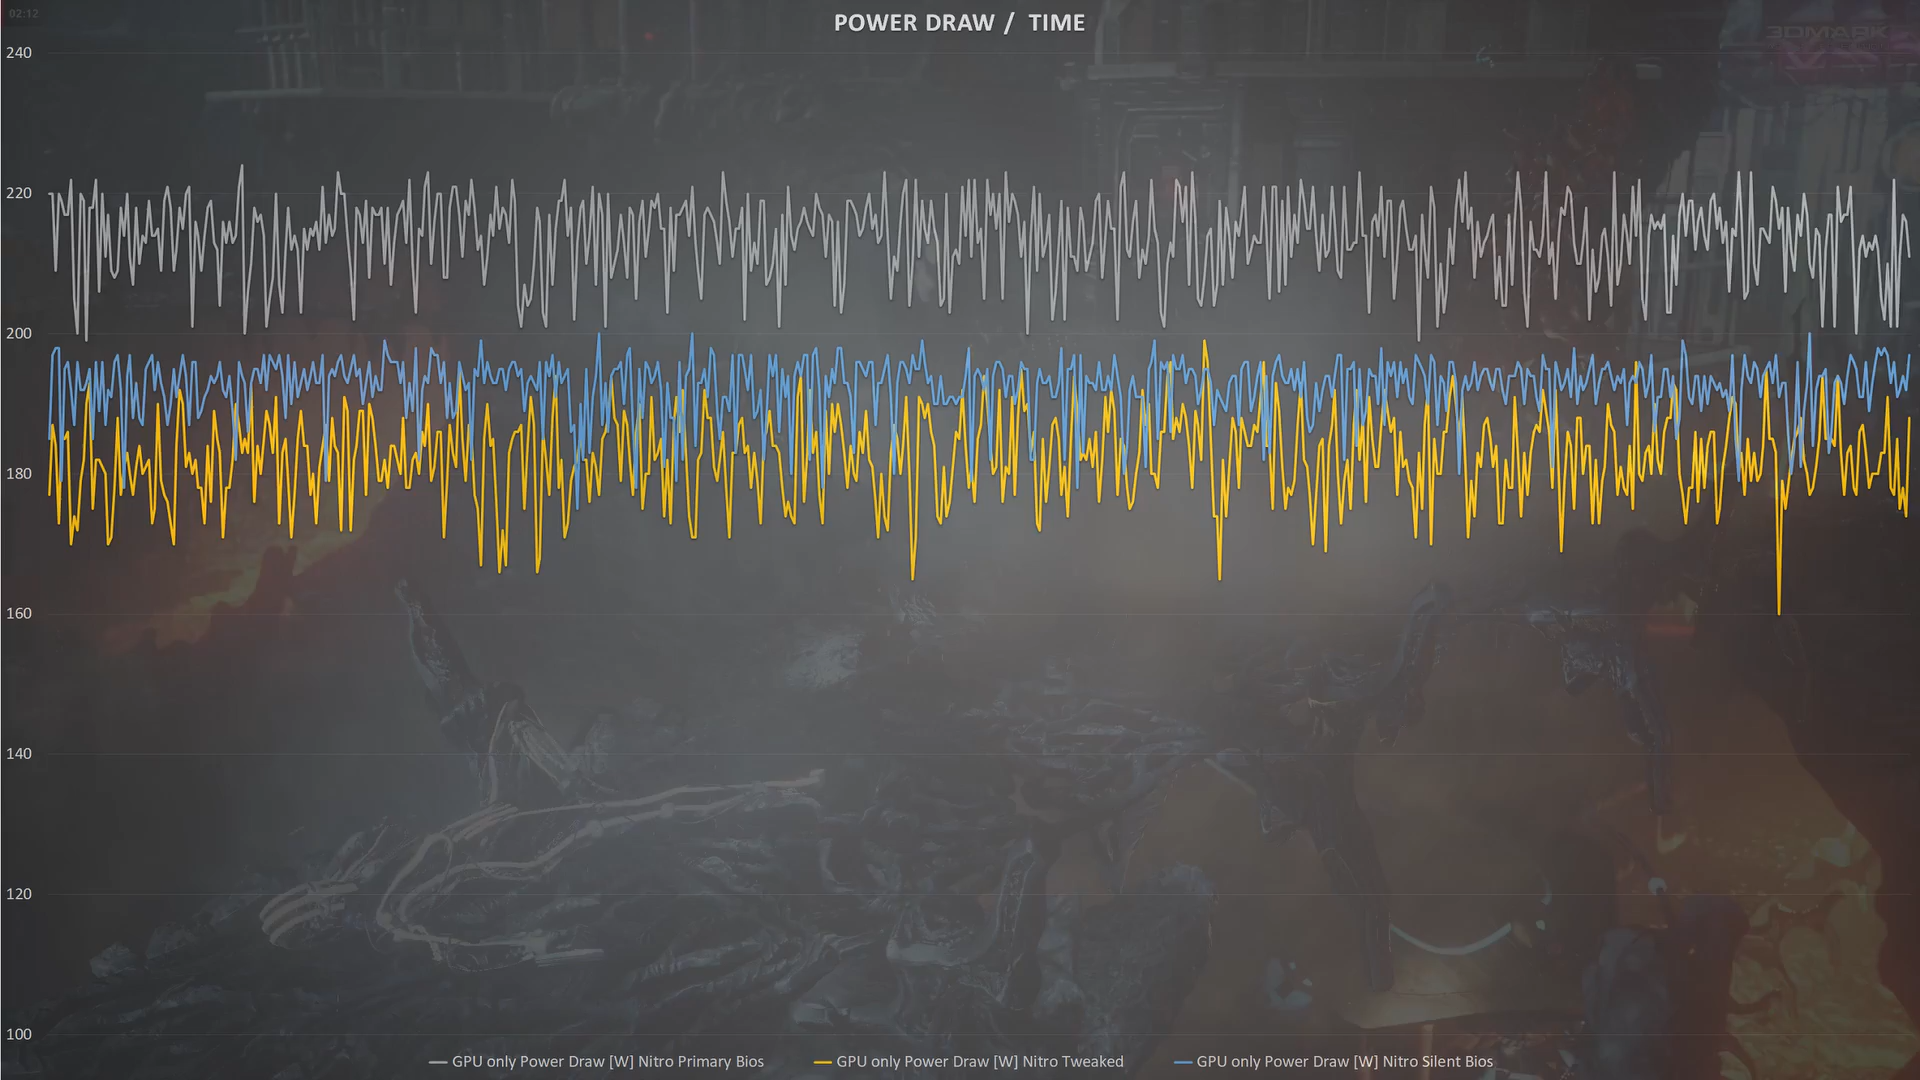 02:12
POWER DRAW / TIME
3DMARK
240
220
200
180
160
140
120
100
GPU only Power Draw [W] Nitro Primary Bios
GPU only Power Draw [W] Nitro Tweaked
GPU only Power Draw [W] Nitro Silent Bios